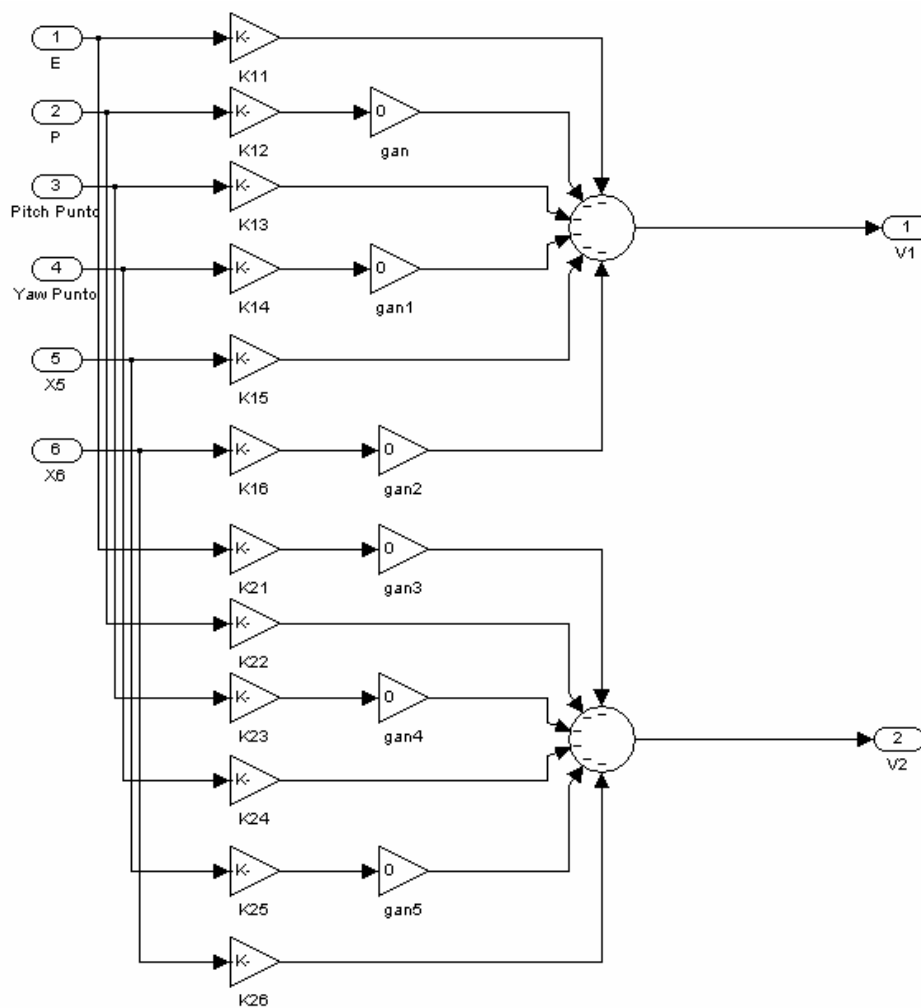 1
K-
E
K11
2
K-
0
P
K12
gan
3
K-
Pitch Punto
K13
1
V1
4
K-
0
Yaw Punto
K14
gan1
5
K-
X5
K15
6
K-
0
X6
K16
gan2
K-
0
K21
gan3
K-
K22
K-
0
K23
gan4
2
V2
K-
K24
K-
0
K25
gan5
K-
K26